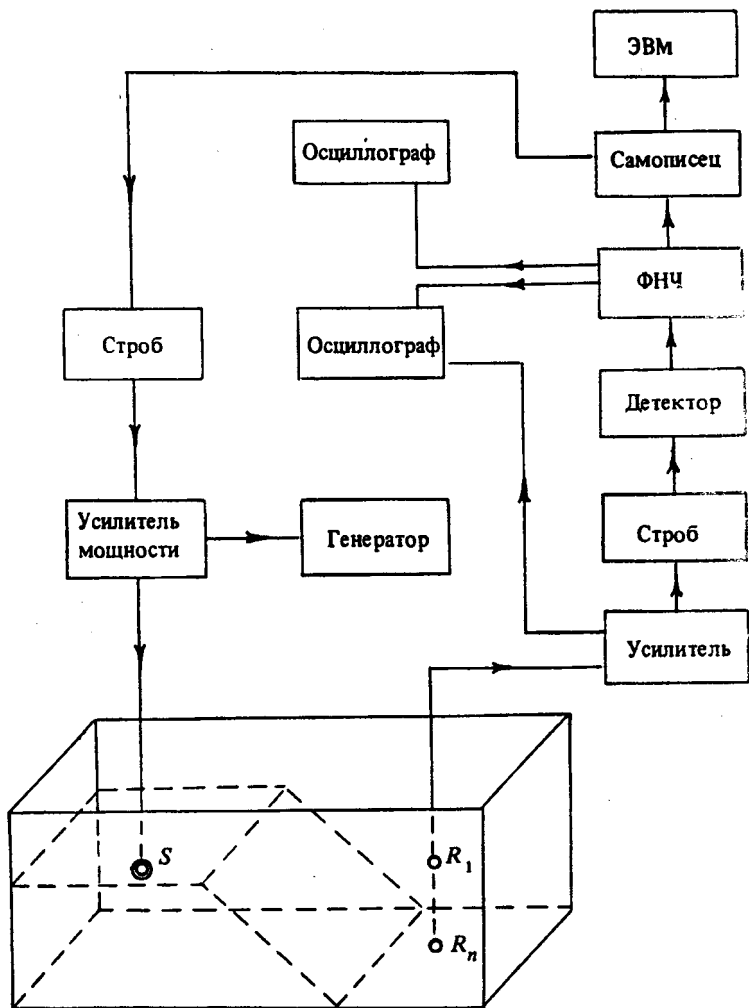 ЭВМ
Осциллограф
Самописец
ФНЧ
Строб
Осциллограф
Детектор
Усилитель
мощности
Генератор
Строб
Усилитель
S
R₁
Rₙ